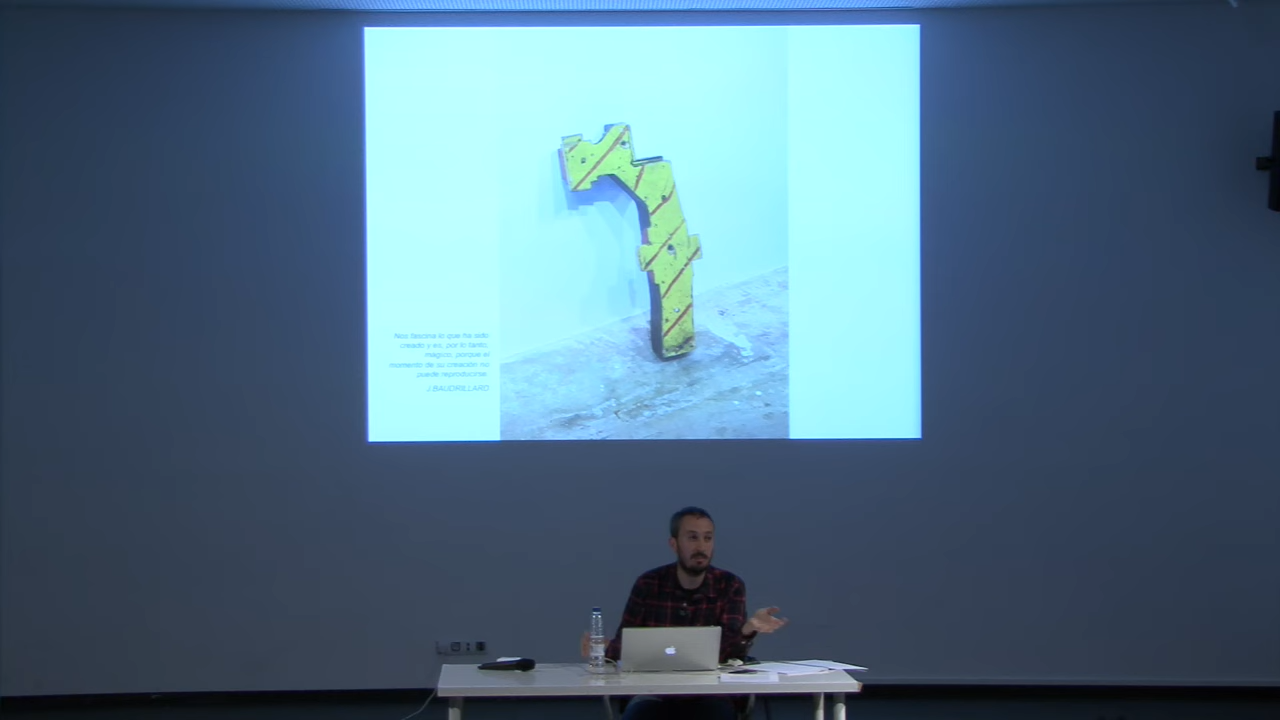 Nos fascina lo que ha sido
creado y es, por lo tanto,
mágico, porque el
momento de su creación no
puede reproducirse.
J.BAUDRILLARD